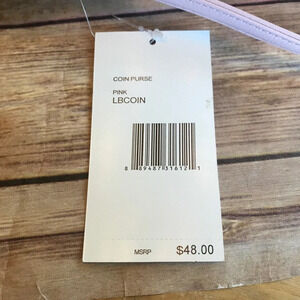 COIN PURSE
PINK
LBCOIN
8 89487 31612 1
MSRP $48.00